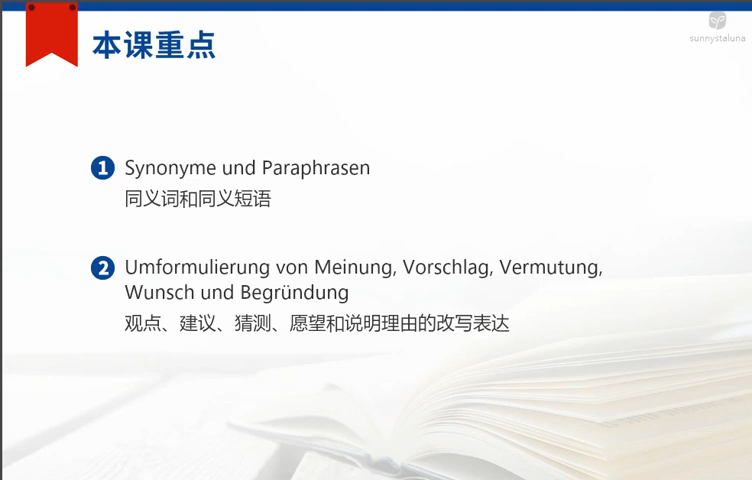 本课重点
sunnystaluna
1 Synonyme und Paraphrasen
同义词和同义短语
2 Umformulierung von Meinung, Vorschlag, Vermutung,
Wunsch und Begründung
观点、建议、猜测、愿望和说明理由的改写表达